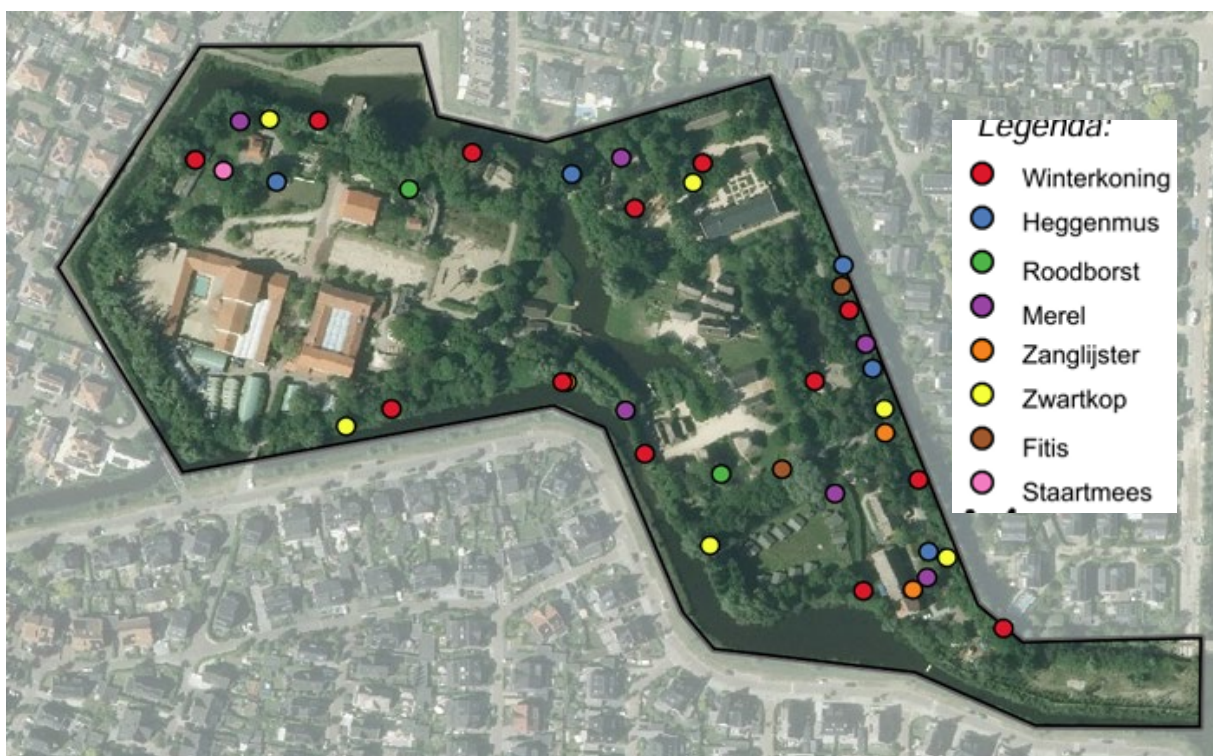 Legenda:
Winterkoning
Heggenmus
Roodborst
Merel
Zanglijster
Zwartkop
Fitis
Staartmees